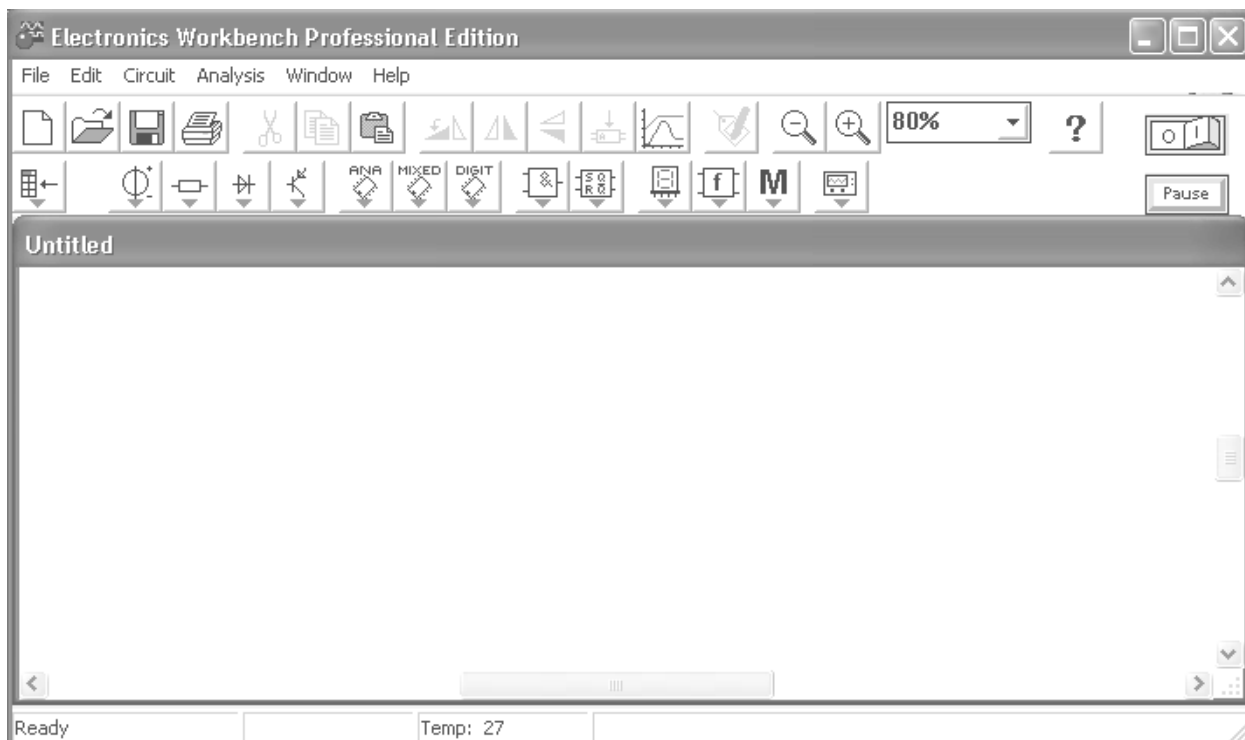 Electronics Workbench Professional Edition
File Edit Circuit Analysis Window Help
80% ? O I
ANA MIXED DIGIT & S Q R Q f M
Pause
Untitled
Ready Temp: 27